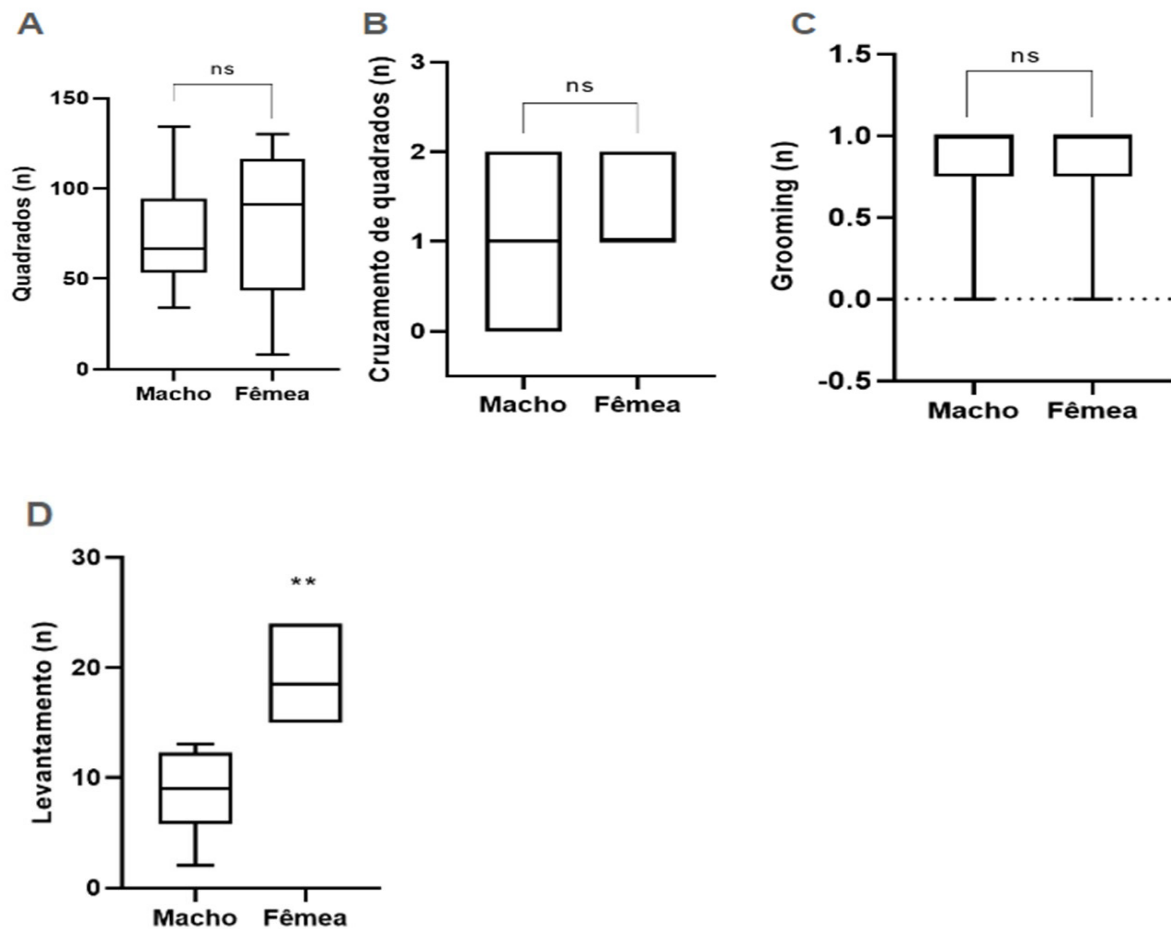 A
ns
Quadrados (n)
150
100
50
0
Macho Fêmea
B
ns
Cruzamento de quadrados (n)
3
2
1
0
Macho Fêmea
C
ns
Grooming (n)
1.5
1.0
0.5
0.0
-0.5
Macho Fêmea
D
**
Levantamento (n)
30
20
10
0
Macho Fêmea